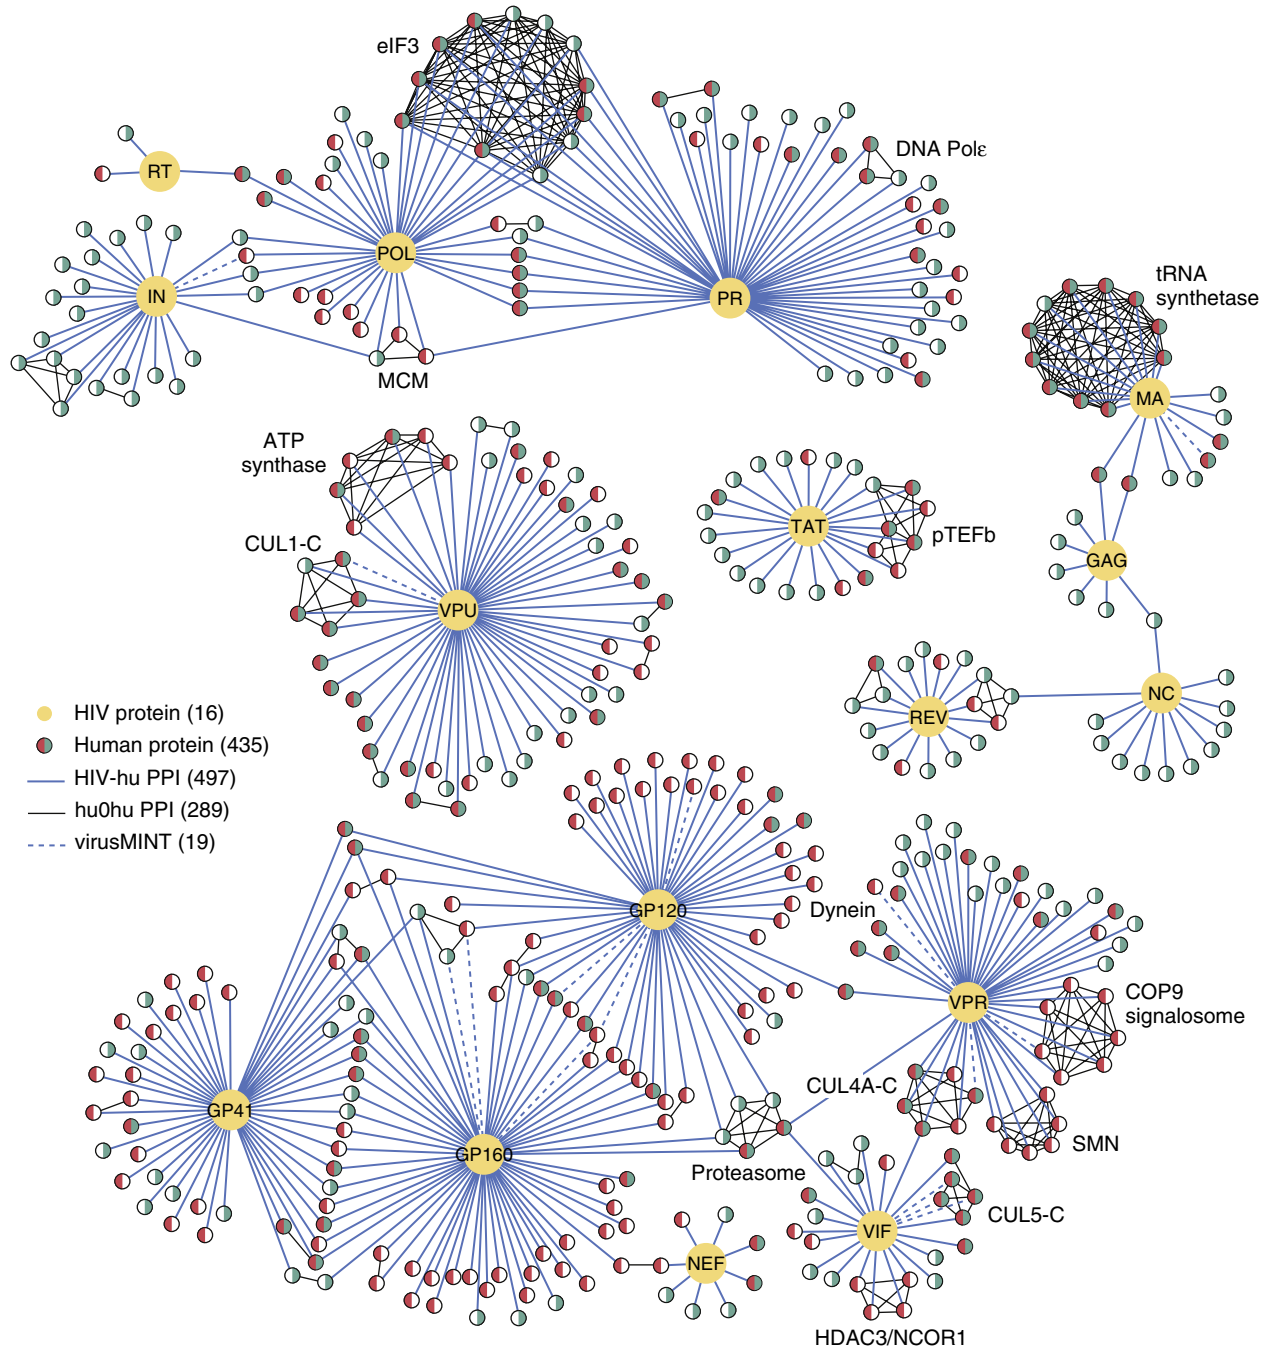 eIF3
DNA Polε
RT
POL
IN
PR
MCM
tRNA
synthetase
MA
ATP
synthase
CUL1-C
VPU
TAT
pTEFb
GAG
REV
NC
HIV protein (16)
Human protein (435)
HIV-hu PPI (497)
hu0hu PPI (289)
virusMINT (19)
GP120
Dynein
VPR
COP9
signalosome
CUL4A-C
GP41
GP160
SMN
Proteasome
CUL5-C
VIF
NEF
HDAC3/NCOR1